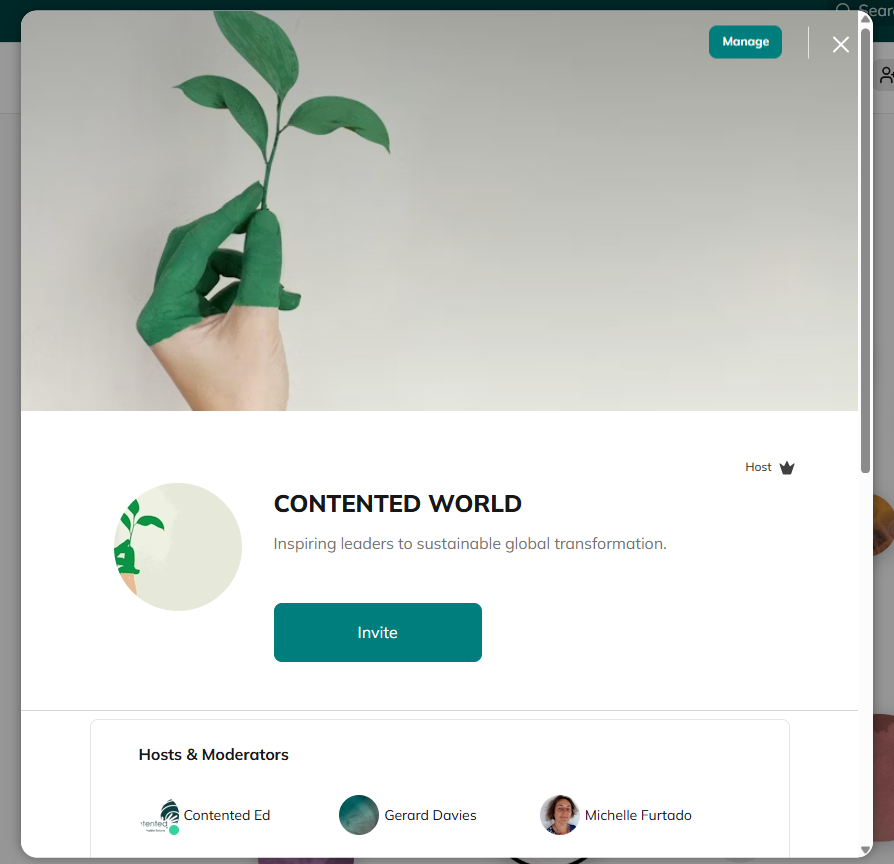 Sear
Manage
Host
CONTENTED WORLD
Inspiring leaders to sustainable global transformation.
Invite
Hosts & Moderators
Contented Ed
Gerard Davies
Michelle Furtado